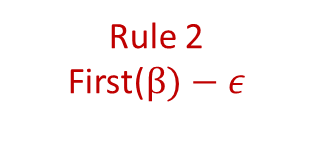 Rule 2
First(β) − ϵ